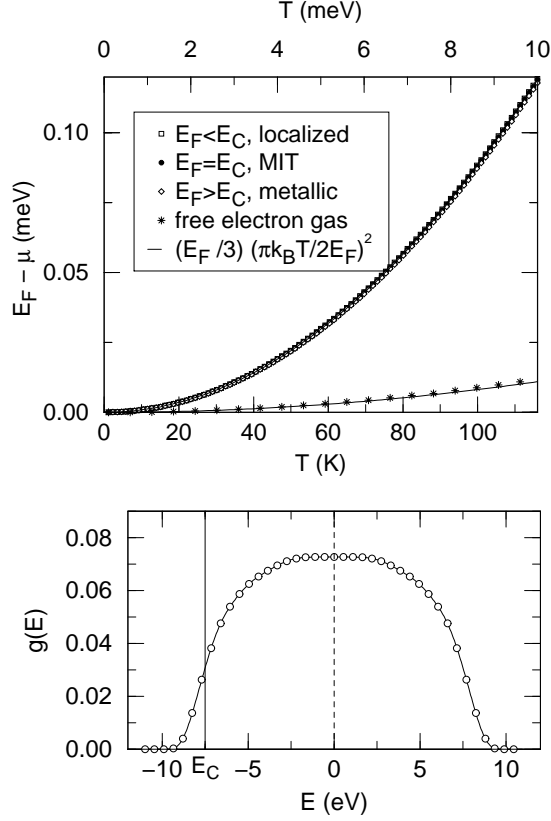 T (meV)
0 2 4 6 8 10
0.10
0.05
0.00
E_F − μ (meV)
E_F<E_C, localized
E_F=E_C, MIT
E_F>E_C, metallic
free electron gas
(E_F /3) (πk_BT/2E_F)²
0 20 40 60 80 100
T (K)
0.08
0.06
0.04
0.02
0.00
g(E)
−10 E_C −5 0 5 10
E (eV)